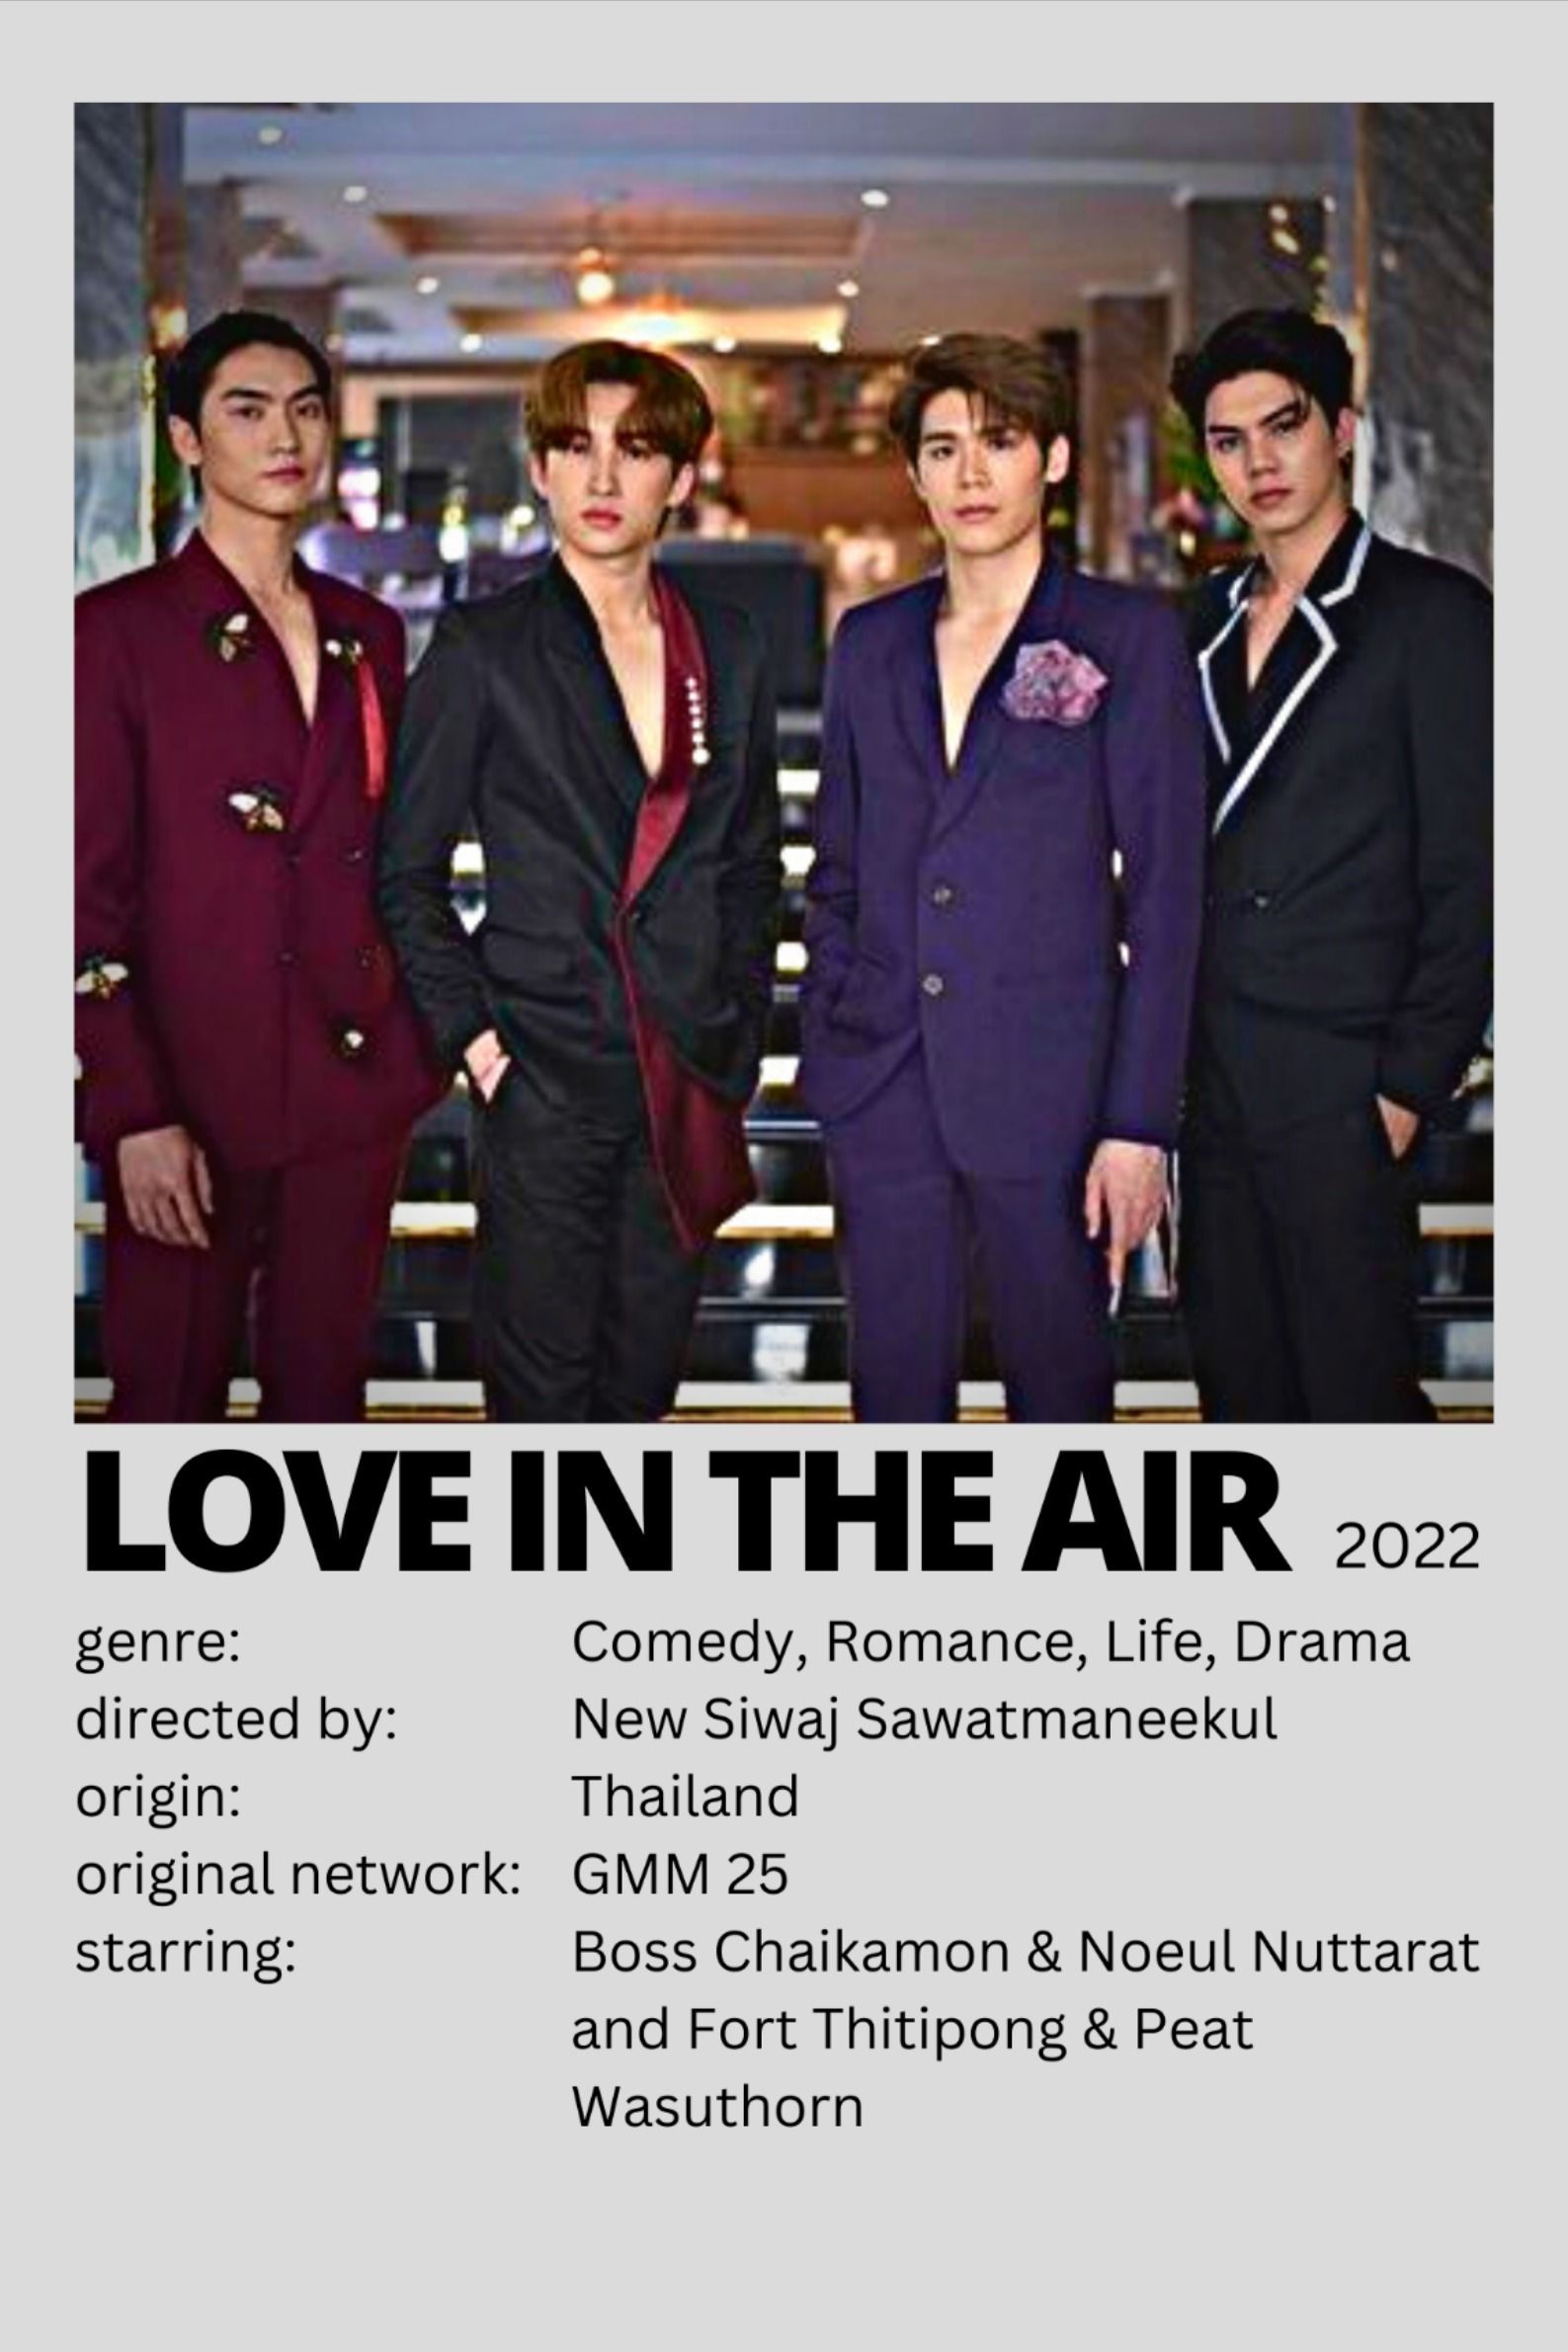 LOVE IN THE AIR 2022
genre: Comedy, Romance, Life, Drama
directed by: New Siwaj Sawatmaneekul
origin: Thailand
original network: GMM 25
starring: Boss Chaikamon & Noeul Nuttarat
and Fort Thitipong & Peat
Wasuthorn